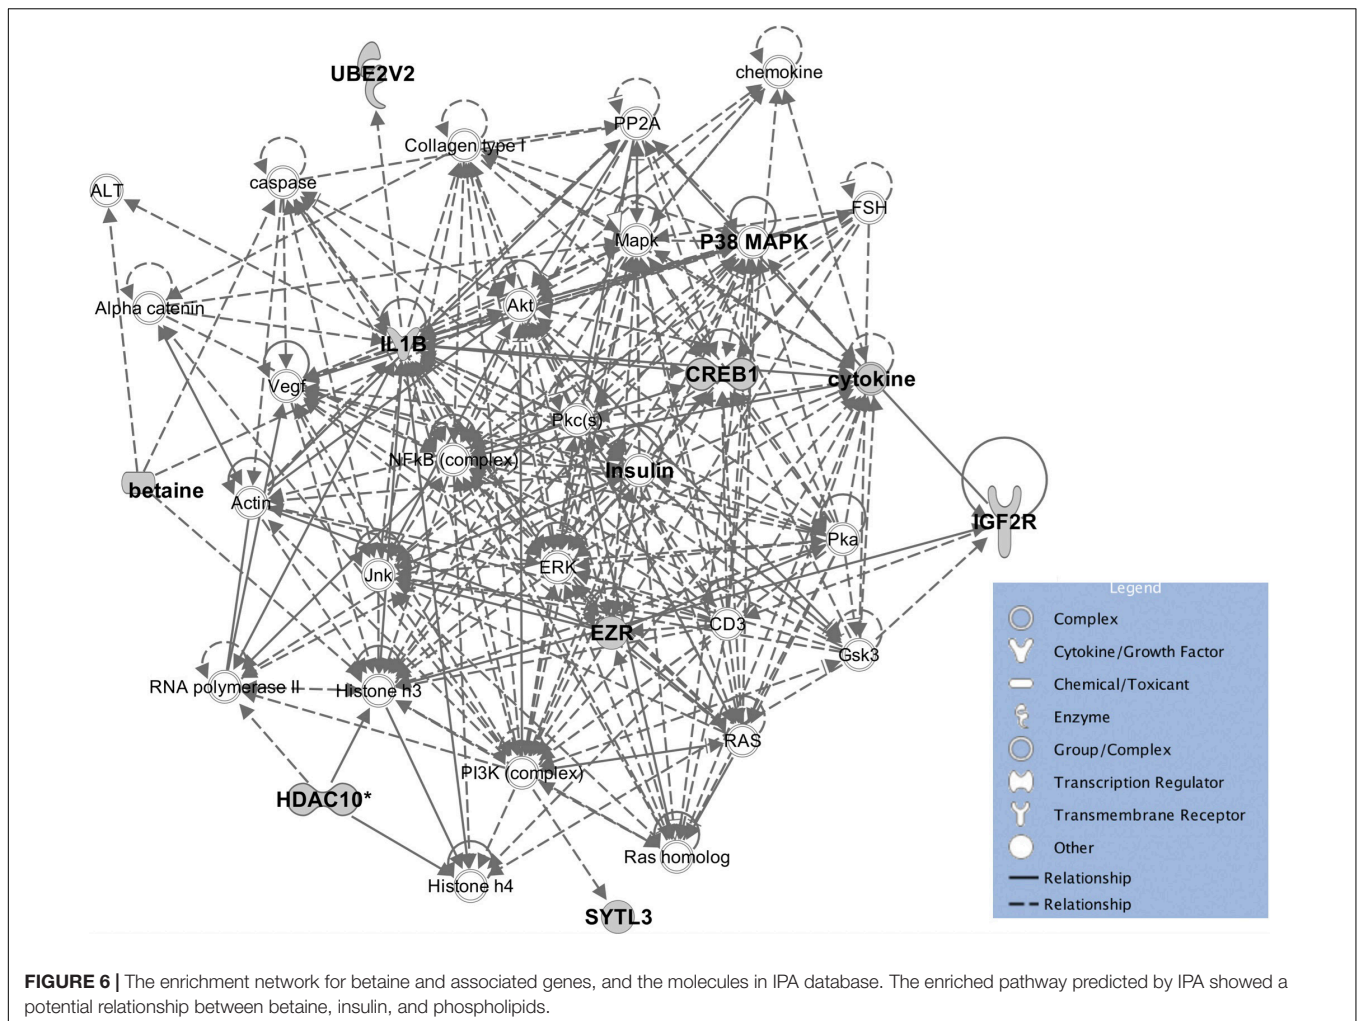 UBE2V2
chemokine
PP2A
Collagen type I
caspase
ALT
FSH
Mapk
P38 MAPK
Alpha catenin
Akt
IL1B
CREB1
cytokine
Vegf
Pkc(s)
NFkB (complex)
Insulin
betaine
Actin
IGF2R
Pka
Jnk
ERK
EZR
CD3
Gsk3
RNA polymerase II
Histone h3
RAS
PI3K (complex)
HDAC10*
Ras homolog
Histone h4
SYTL3
Legend
Complex
Cytokine/Growth Factor
Chemical/Toxicant
Enzyme
Group/Complex
Transcription Regulator
Transmembrane Receptor
Other
Relationship
Relationship
FIGURE 6 | The enrichment network for betaine and associated genes, and the molecules in IPA database. The enriched pathway predicted by IPA showed a
potential relationship between betaine, insulin, and phospholipids.